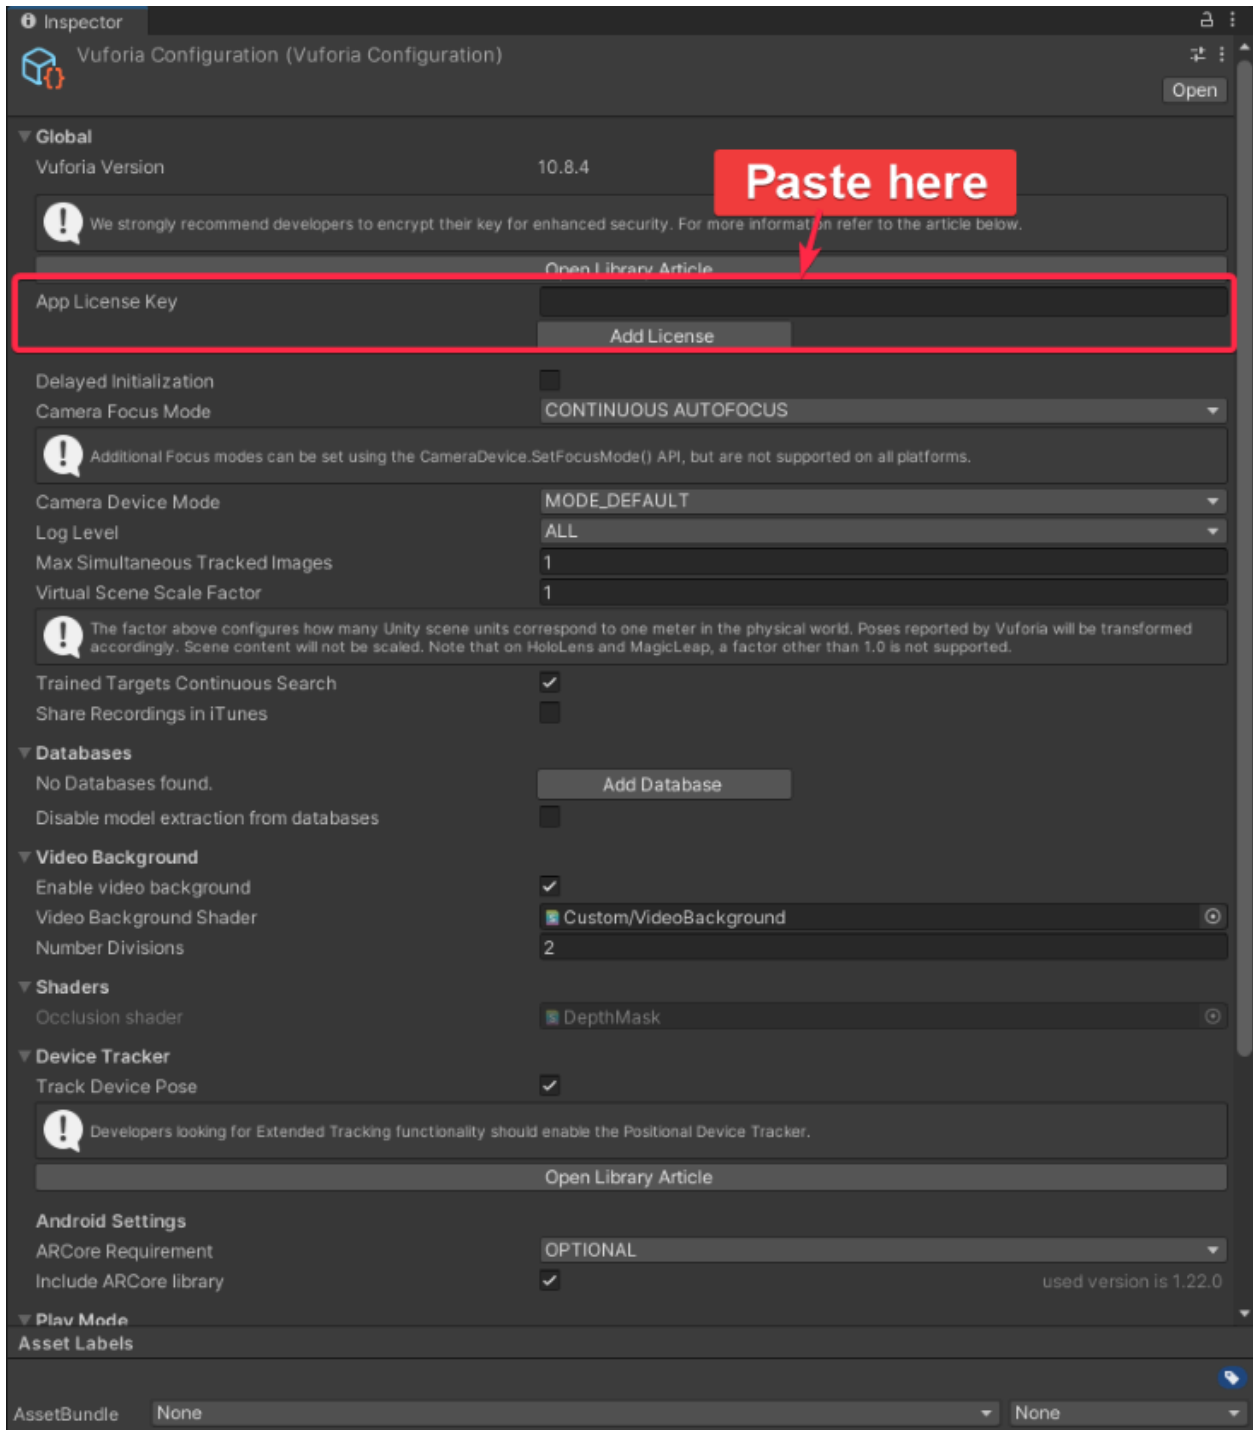 Inspector
Vuforia Configuration (Vuforia Configuration)
Open
Global
Vuforia Version 10.8.4
Paste here
We strongly recommend developers to encrypt their key for enhanced security. For more information refer to the article below.
Open Library Article
App License Key
Add License
Delayed Initialization
Camera Focus Mode CONTINUOUS AUTOFOCUS
Additional Focus modes can be set using the CameraDevice.SetFocusMode() API, but are not supported on all platforms.
Camera Device Mode MODE_DEFAULT
Log Level ALL
Max Simultaneous Tracked Images 1
Virtual Scene Scale Factor 1
The factor above configures how many Unity scene units correspond to one meter in the physical world. Poses reported by Vuforia will be transformed
accordingly. Scene content will not be scaled. Note that on HoloLens and MagicLeap, a factor other than 1.0 is not supported.
Trained Targets Continuous Search
Share Recordings in iTunes
Databases
No Databases found. Add Database
Disable model extraction from databases
Video Background
Enable video background
Video Background Shader Custom/VideoBackground
Number Divisions 2
Shaders
Occlusion shader DepthMask
Device Tracker
Track Device Pose
Developers looking for Extended Tracking functionality should enable the Positional Device Tracker.
Open Library Article
Android Settings
ARCore Requirement OPTIONAL
Include ARCore library used version is 1.22.0
Play Mode
Asset Labels
AssetBundle None None